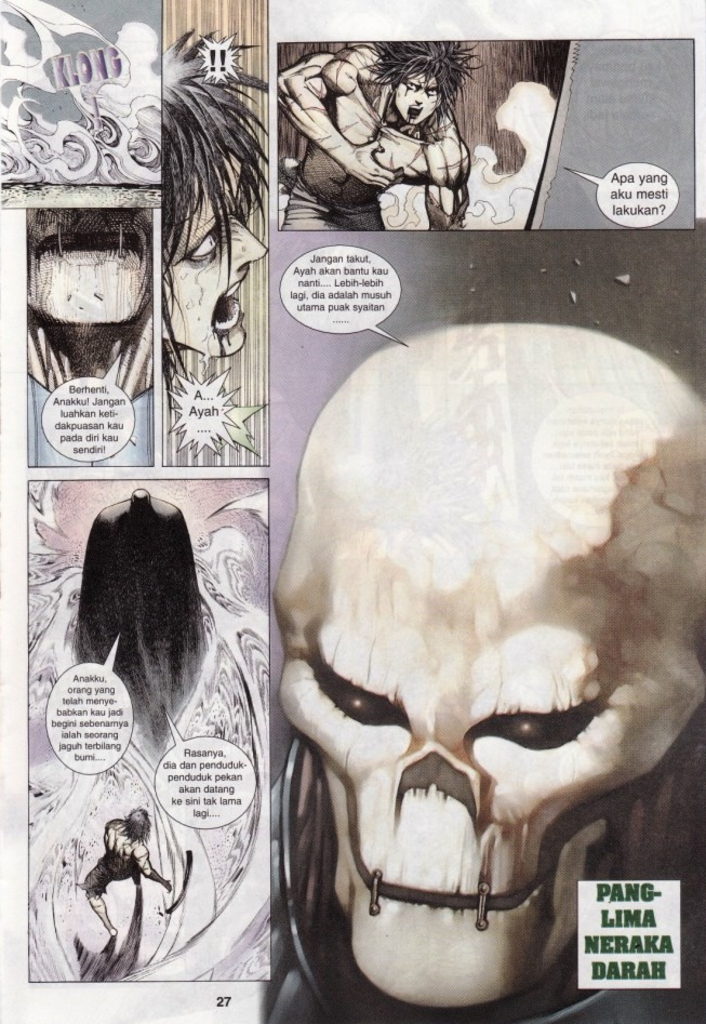 KLONG
!!
Berhenti,
Anakku! Jangan
luahkan keti-
dakpuasan kau
pada diri kau
sendiri!
A...
Ayah
....
Apa yang
aku mesti
lakukan?
Jangan takut,
Ayah akan bantu kau
nanti.... Lebih-lebih
lagi, dia adalah musuh
utama puak syaitan
......
Anakku,
orang yang
telah menye-
babkan kau jadi
begini sebenarnya
ialah seorang
jaguh terbilang
bumi....
Rasanya,
dia dan penduduk-
penduduk pekan
akan datang
ke sini tak lama
lagi....
PANG-
LIMA
NERAKA
DARAH
27